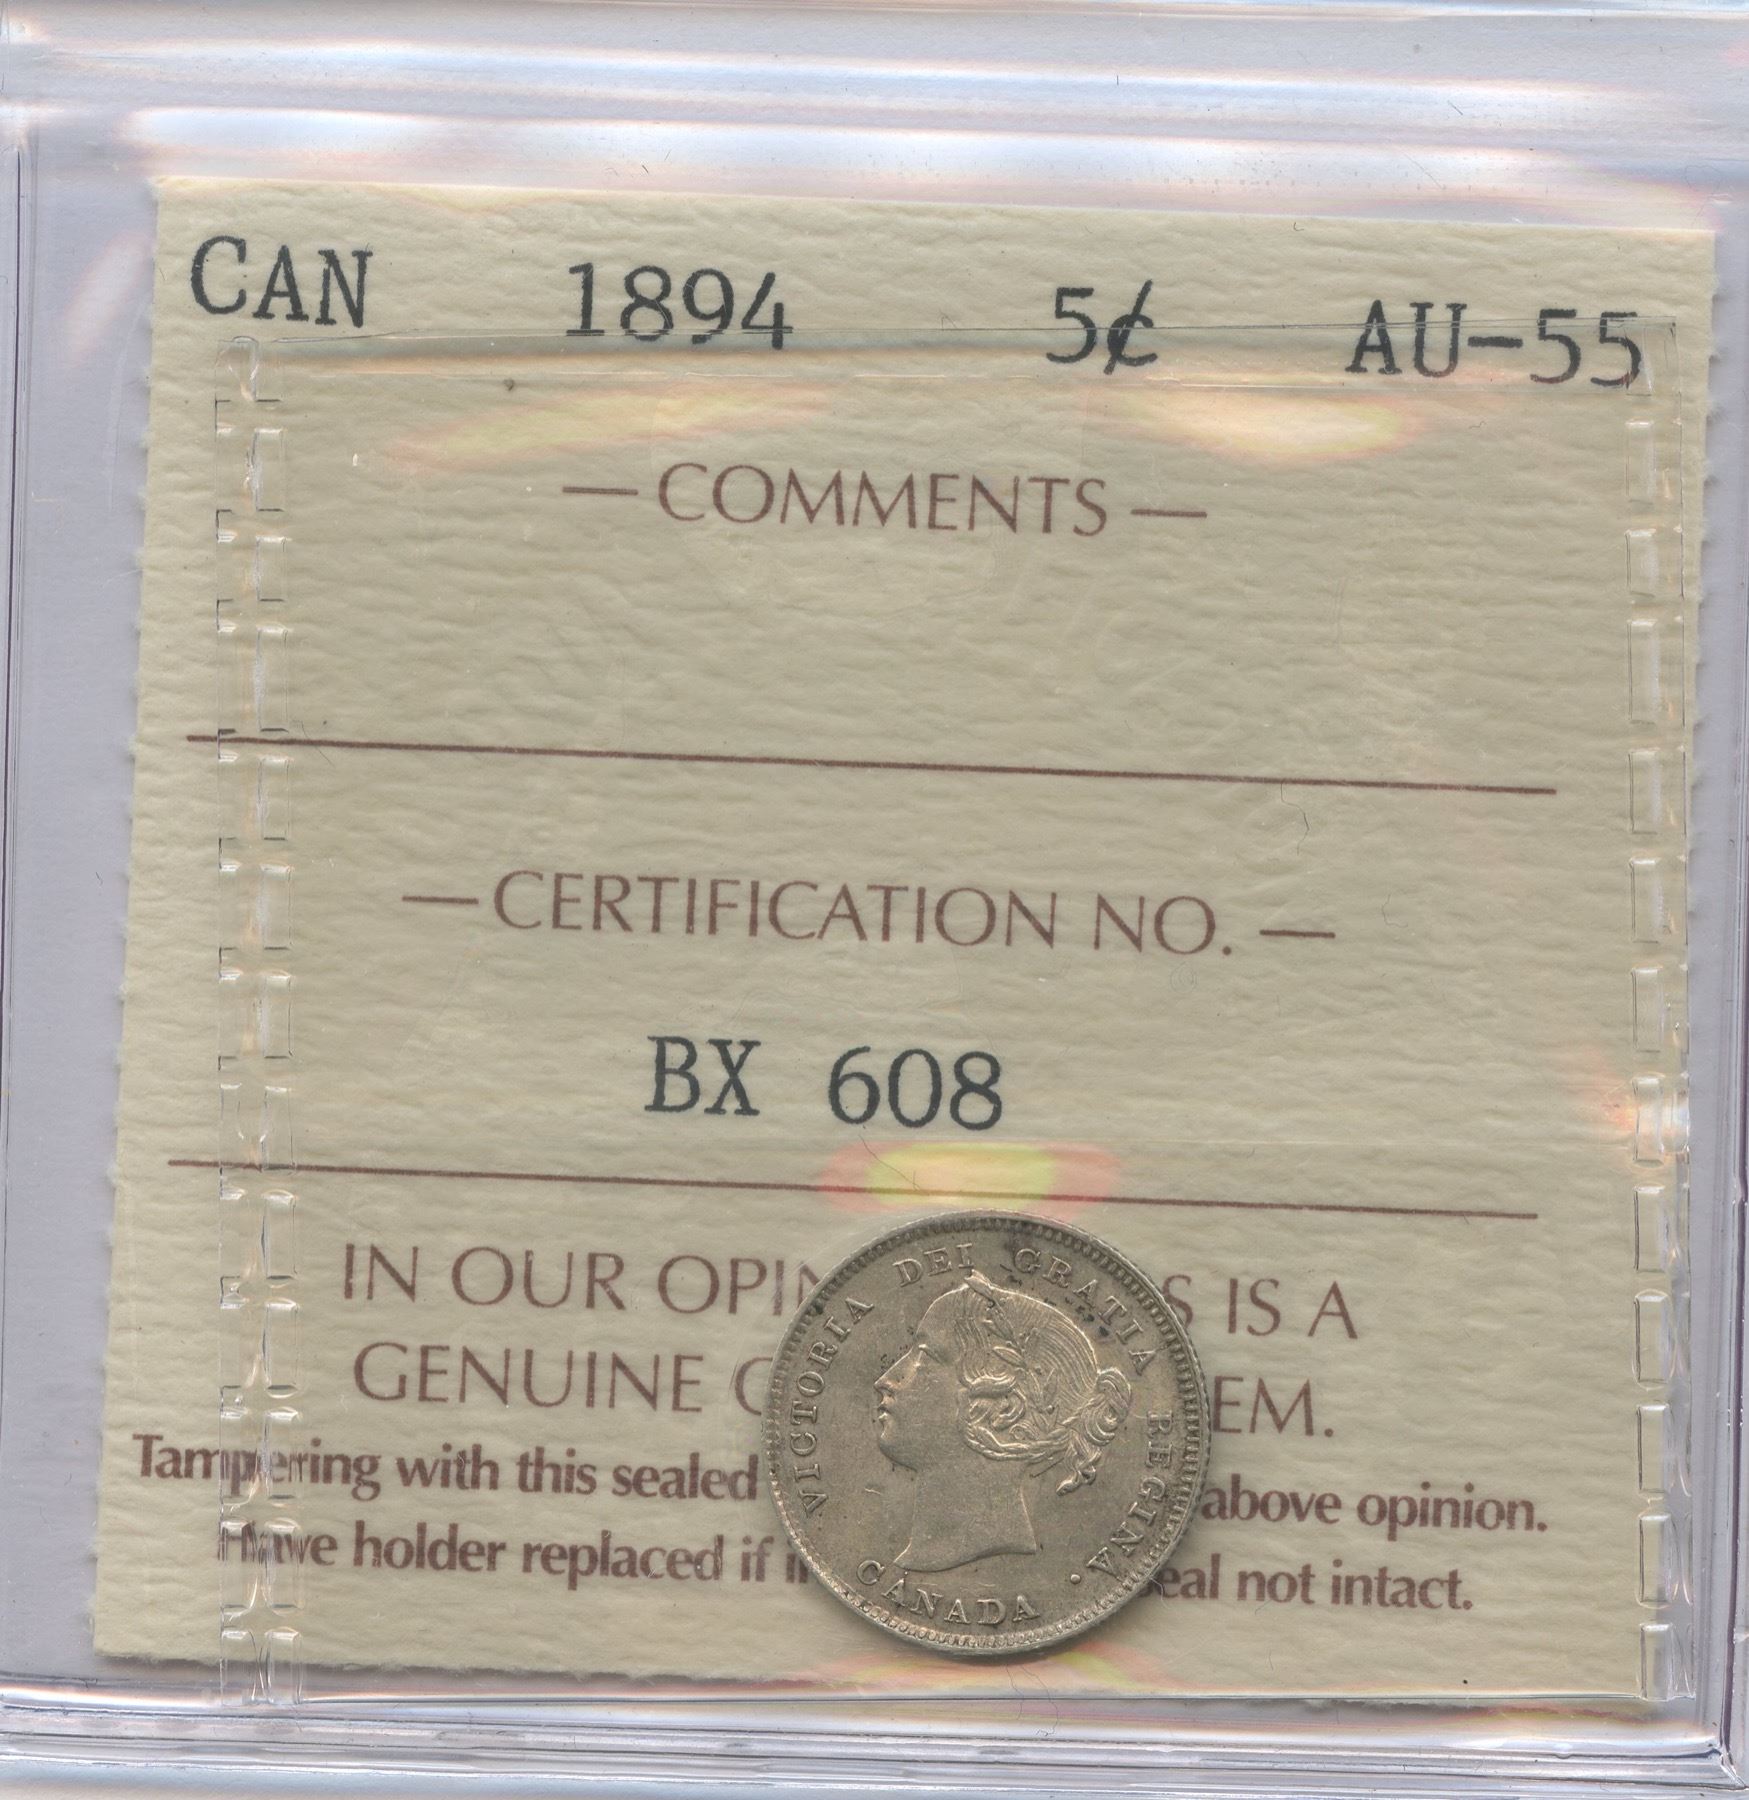 CAN 1894 5¢ AU-55
— COMMENTS —
— CERTIFICATION NO. —
BX 608
IN OUR OPIN S IS A
GENUINE C EM.
Tampering with this sealed above opinion.
Have holder replaced if i eal not intact.
VICTORIA DEI GRATIA REGINA.
CANADA